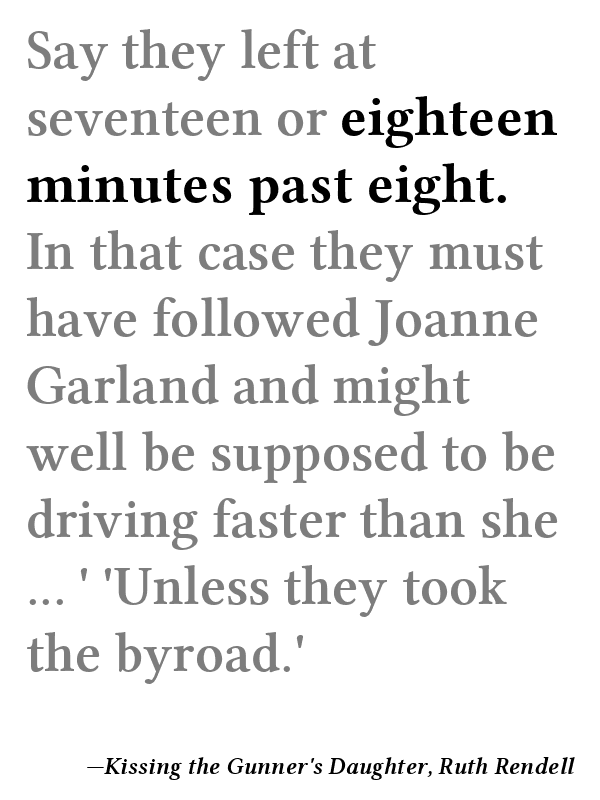 Say they left at
seventeen or eighteen
minutes past eight.
In that case they must
have followed Joanne
Garland and might
well be supposed to be
driving faster than she
... ' 'Unless they took
the byroad.'
—Kissing the Gunner's Daughter, Ruth Rendell